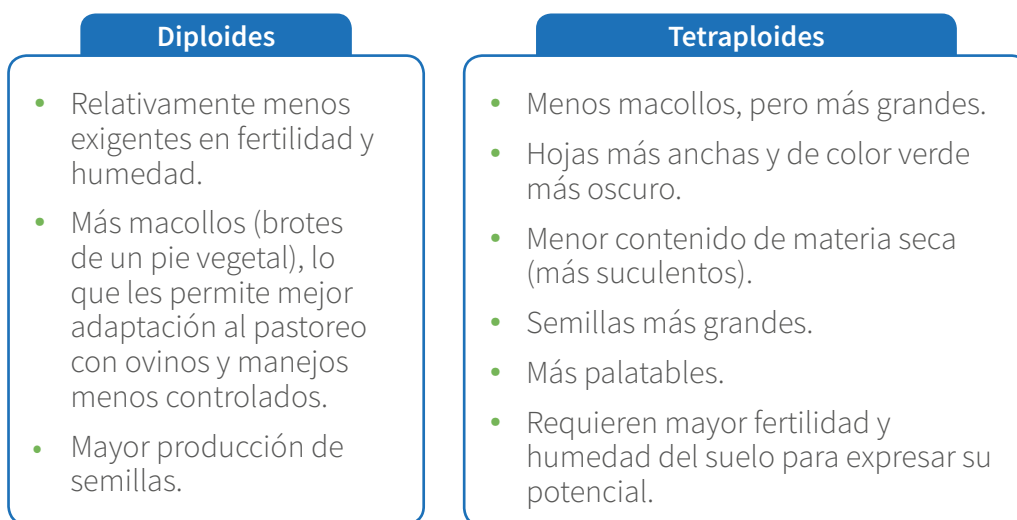 Diploides
• Relativamente menos
exigentes en fertilidad y
humedad.
• Más macollos (brotes
de un pie vegetal), lo
que les permite mejor
adaptación al pastoreo
con ovinos y manejos
menos controlados.
• Mayor producción de
semillas.
Tetraploides
• Menos macollos, pero más grandes.
• Hojas más anchas y de color verde
más oscuro.
• Menor contenido de materia seca
(más suculentos).
• Semillas más grandes.
• Más palatables.
• Requieren mayor fertilidad y
humedad del suelo para expresar su
potencial.